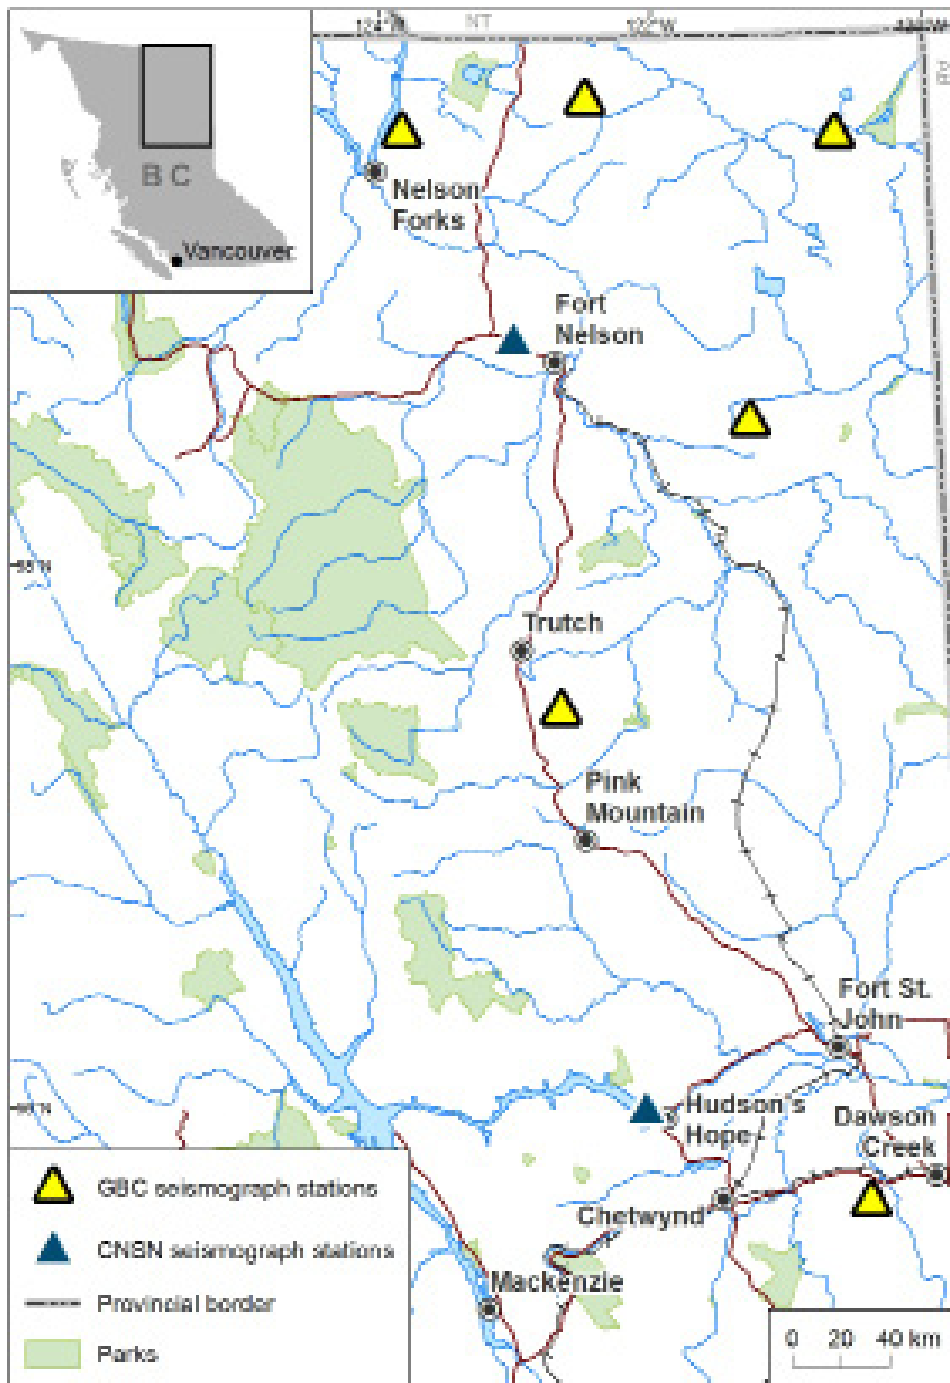 NT
124°W
122°W
B C
Vancouver
Nelson
Forks
Fort
Nelson
Trutch
Pink
Mountain
Fort St.
John
Hudson's
Hope
Dawson
Creek
Chetwynd
Mackenzie
GBC seismograph stations
CNSN seismograph stations
Provincial border
Parks
0 20 40 km